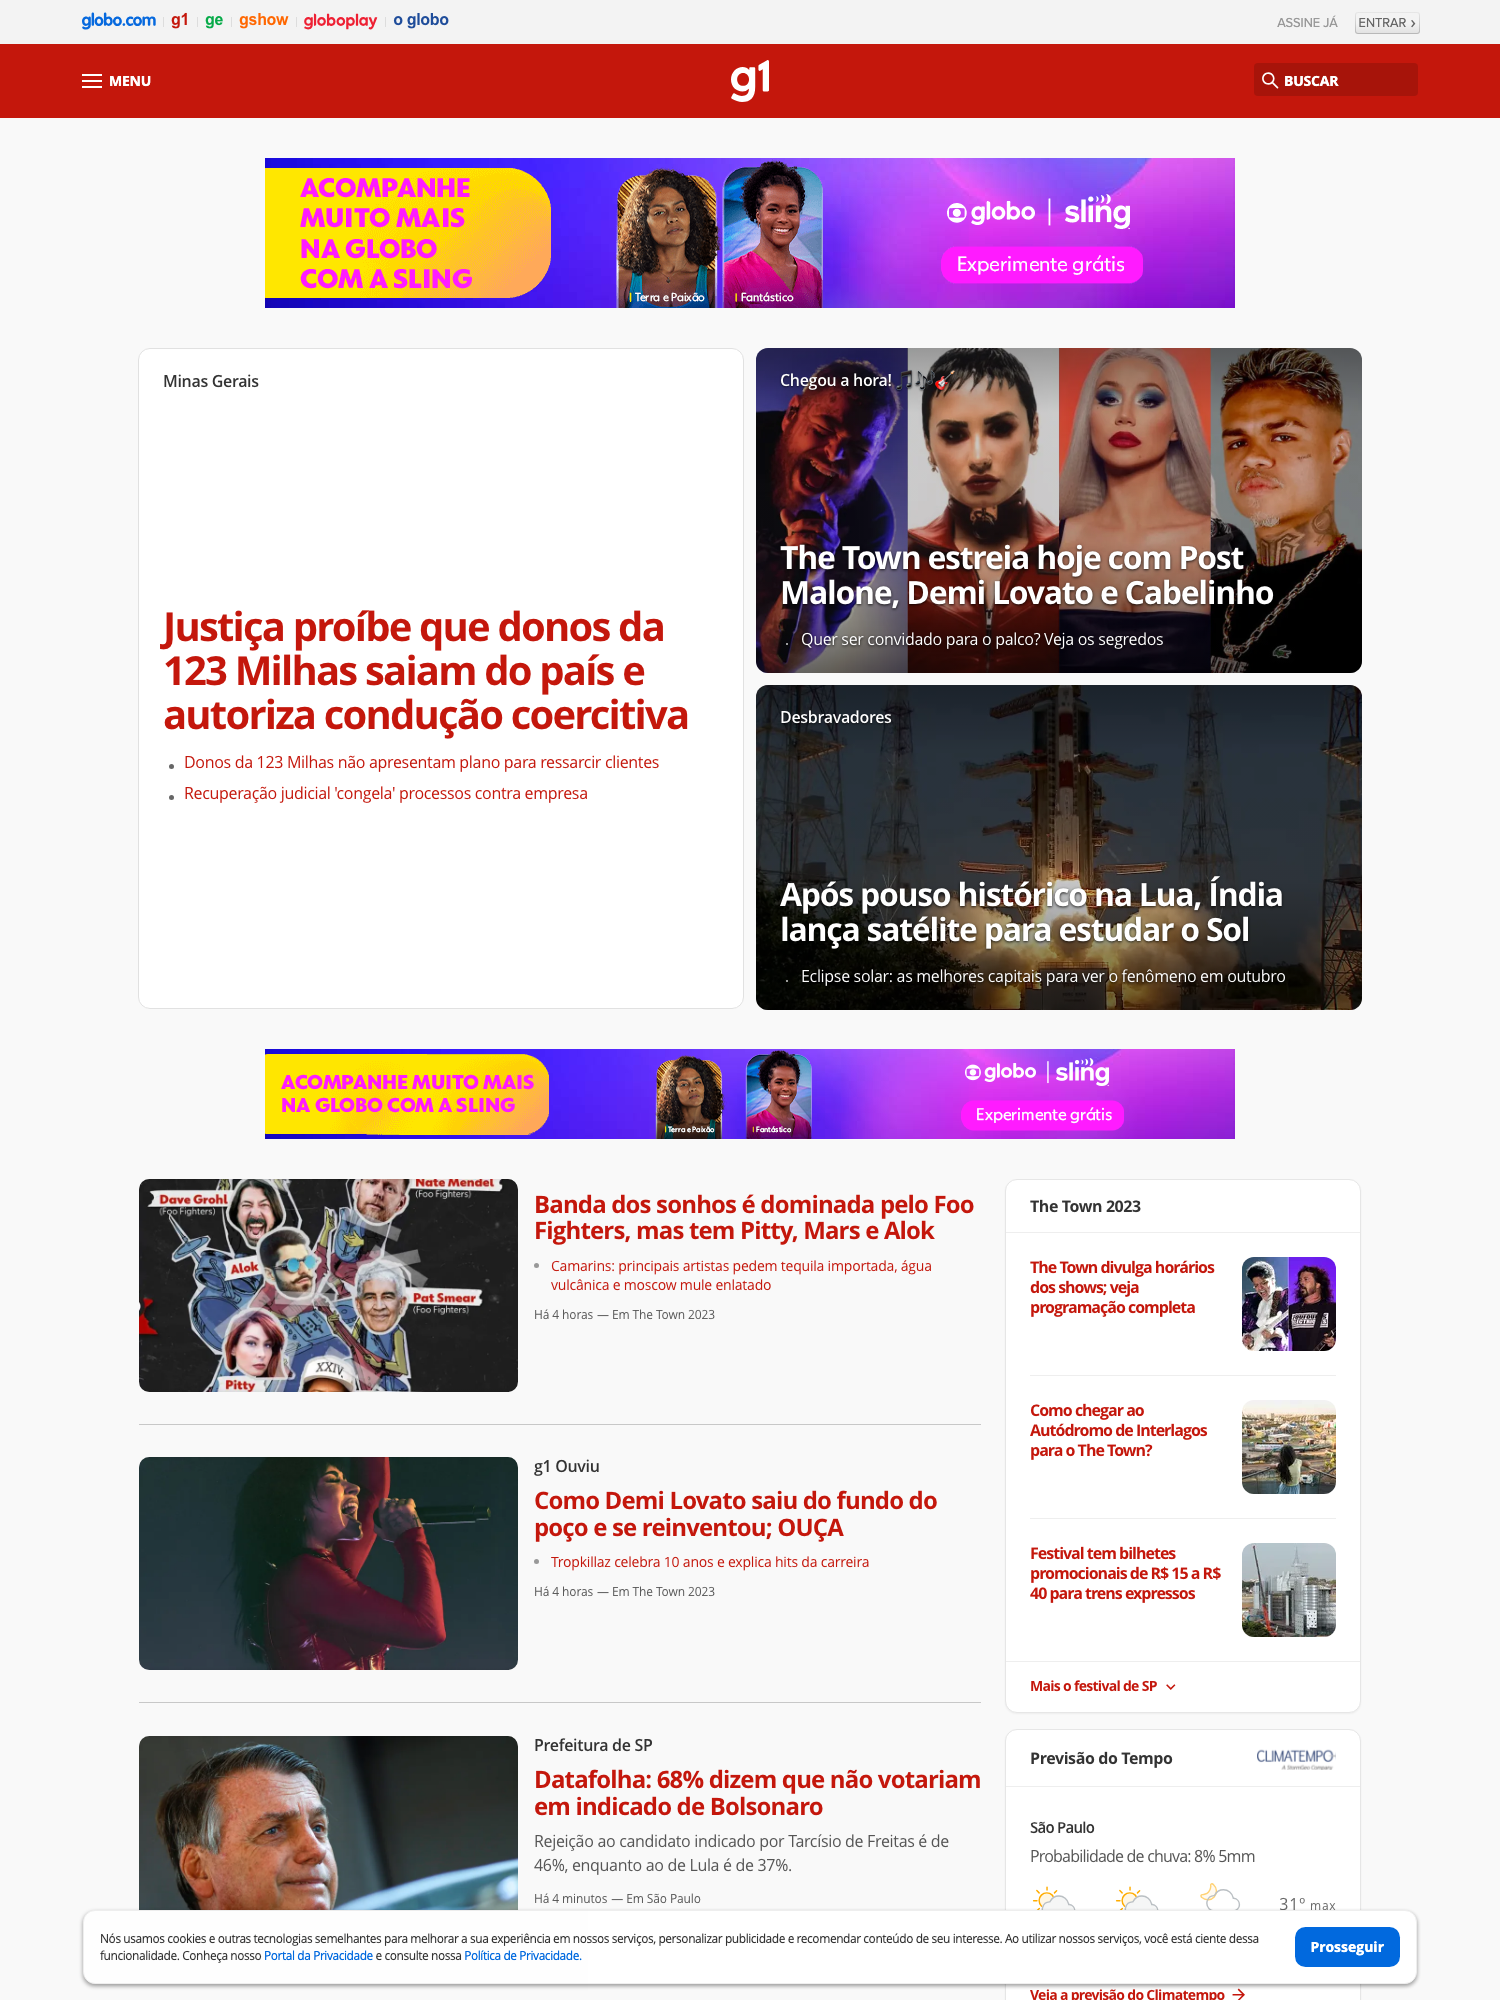 globo.com g1 ge gshow globoplay o globo
ASSINE JÁ ENTRAR ›
MENU
g1
BUSCAR
ACOMPANHE
MUITO MAIS
NA GLOBO
COM A SLING
Terra e Paixão
Fantástico
globo | sling
Experimente grátis
Minas Gerais
Justiça proíbe que donos da
123 Milhas saiam do país e
autoriza condução coercitiva
Donos da 123 Milhas não apresentam plano para ressarcir clientes
Recuperação judicial 'congela' processos contra empresa
Chegou a hora! 🎵🎶🎸
The Town estreia hoje com Post
Malone, Demi Lovato e Cabelinho
Quer ser convidado para o palco? Veja os segredos
Desbravadores
Após pouso histórico na Lua, Índia
lança satélite para estudar o Sol
Eclipse solar: as melhores capitais para ver o fenômeno em outubro
ACOMPANHE MUITO MAIS
NA GLOBO COM A SLING
Terra e Paixão
Fantástico
globo | sling
Experimente grátis
Nate Mendel
(Foo Fighters)
Dave Grohl
(Foo Fighters)
Alok
Pat Smear
(Foo Fighters)
XXIV
Pitty
Banda dos sonhos é dominada pelo Foo
Fighters, mas tem Pitty, Mars e Alok
Camarins: principais artistas pedem tequila importada, água
vulcânica e moscow mule enlatado
Há 4 horas — Em The Town 2023
g1 Ouviu
Como Demi Lovato saiu do fundo do
poço e se reinventou; OUÇA
Tropkillaz celebra 10 anos e explica hits da carreira
Há 4 horas — Em The Town 2023
Prefeitura de SP
Datafolha: 68% dizem que não votariam
em indicado de Bolsonaro
Rejeição ao candidato indicado por Tarcísio de Freitas é de
46%, enquanto ao de Lula é de 37%.
Há 4 minutos — Em São Paulo
The Town 2023
The Town divulga horários
dos shows; veja
programação completa
Como chegar ao
Autódromo de Interlagos
para o The Town?
Festival tem bilhetes
promocionais de R$ 15 a R$
40 para trens expressos
Mais o festival de SP
Previsão do Tempo
CLIMATEMPO
A StormGeo Company
São Paulo
Probabilidade de chuva: 8% 5mm
31° max
Veja a previsão do Climatempo
Nós usamos cookies e outras tecnologias semelhantes para melhorar a sua experiência em nossos serviços, personalizar publicidade e recomendar conteúdo de seu interesse. Ao utilizar nossos serviços, você está ciente dessa
funcionalidade. Conheça nosso Portal da Privacidade e consulte nossa Política de Privacidade.
Prosseguir